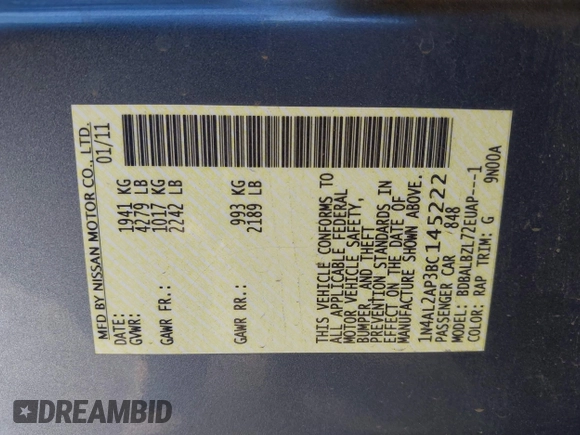 MFD BY NISSAN MOTOR CO., LTD.
DATE: 01/11
GVWR: 1941 KG
4279 LB
GAWR FR.: 1017 KG
2242 LB
GAWR RR.: 993 KG
2189 LB
THIS VEHICLE CONFORMS TO
ALL APPLICABLE FEDERAL
MOTOR VEHICLE SAFETY,
BUMPER, AND THEFT
PREVENTION STANDARDS IN
EFFECT ON THE DATE OF
MANUFACTURE SHOWN ABOVE.
1N4AL2AP3BC145222
PASSENGER CAR /848
MODEL: BDBALBZL72EUAP---1
COLOR: RAP TRIM: G 9N00A
DREAMBID